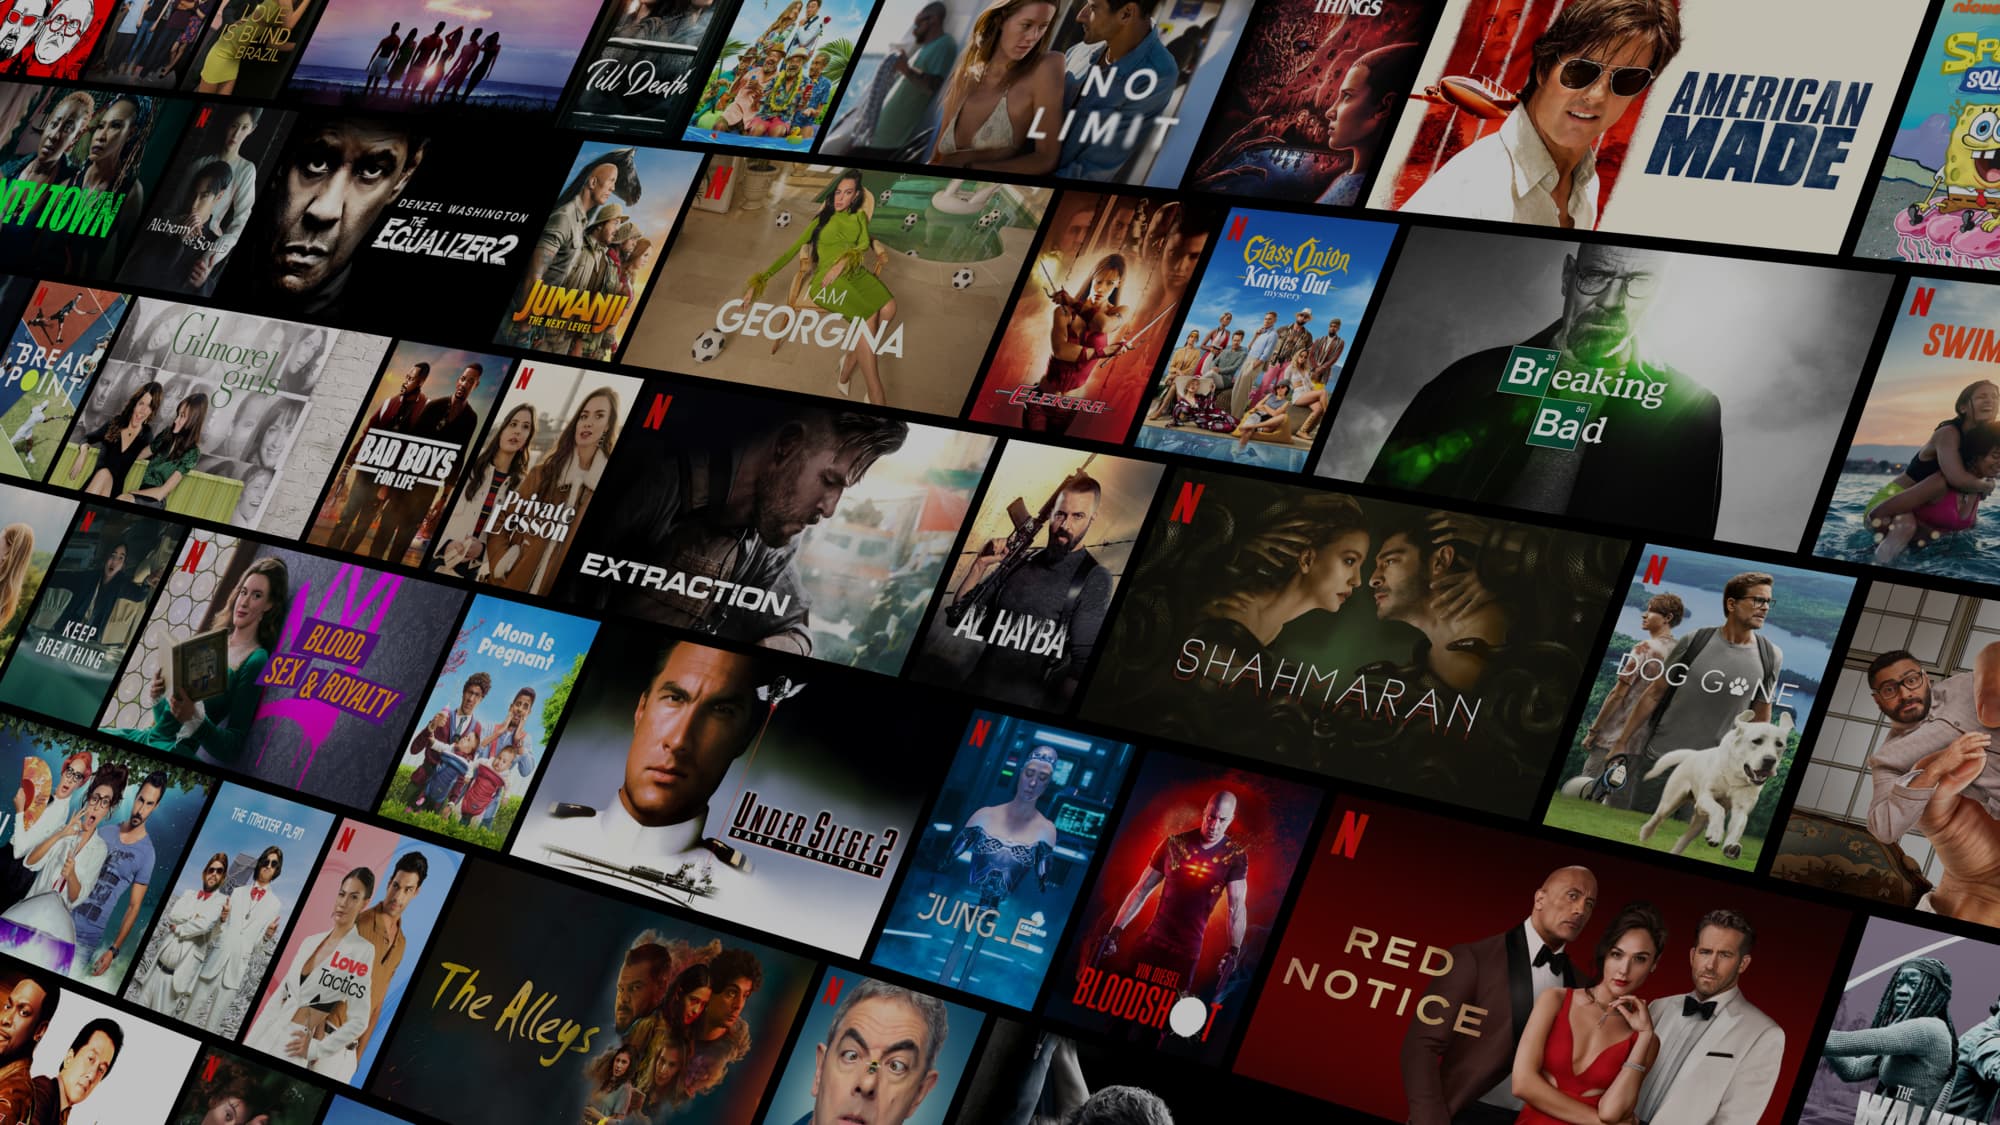 LOVE
IS BLIND
BRAZIL
Till Death
NO
LIMIT
THINGS
AMERICAN
MADE
NTY TOWN
N
Alchemy
of Souls
DENZEL WASHINGTON
THE
EQUALIZER 2
JUMANJI
THE NEXT LEVEL
N
I AM
GEORGINA
ELEKTRA
N
Glass Onion
a
Knives Out
mystery
35
Breaking
56
Bad
N
SWIM
N
BREAK
POINT
Gilmore
girls
BAD BOYS
FOR LIFE
N
Private
Lesson
N
EXTRACTION
AL HAYBA
N
SHAHMARAN
N
DOG GONE
N
KEEP
BREATHING
N
BLOOD,
SEX & ROYALTY
Mom Is
Pregnant
UNDER SIEGE 2
DARK TERRITORY
N
JUNG_E
VIN DIESEL
BLOODSHOT
N
RED
NOTICE
THE MASTER PLAN
N
Love
Tactics
The Alleys
N
N
THE